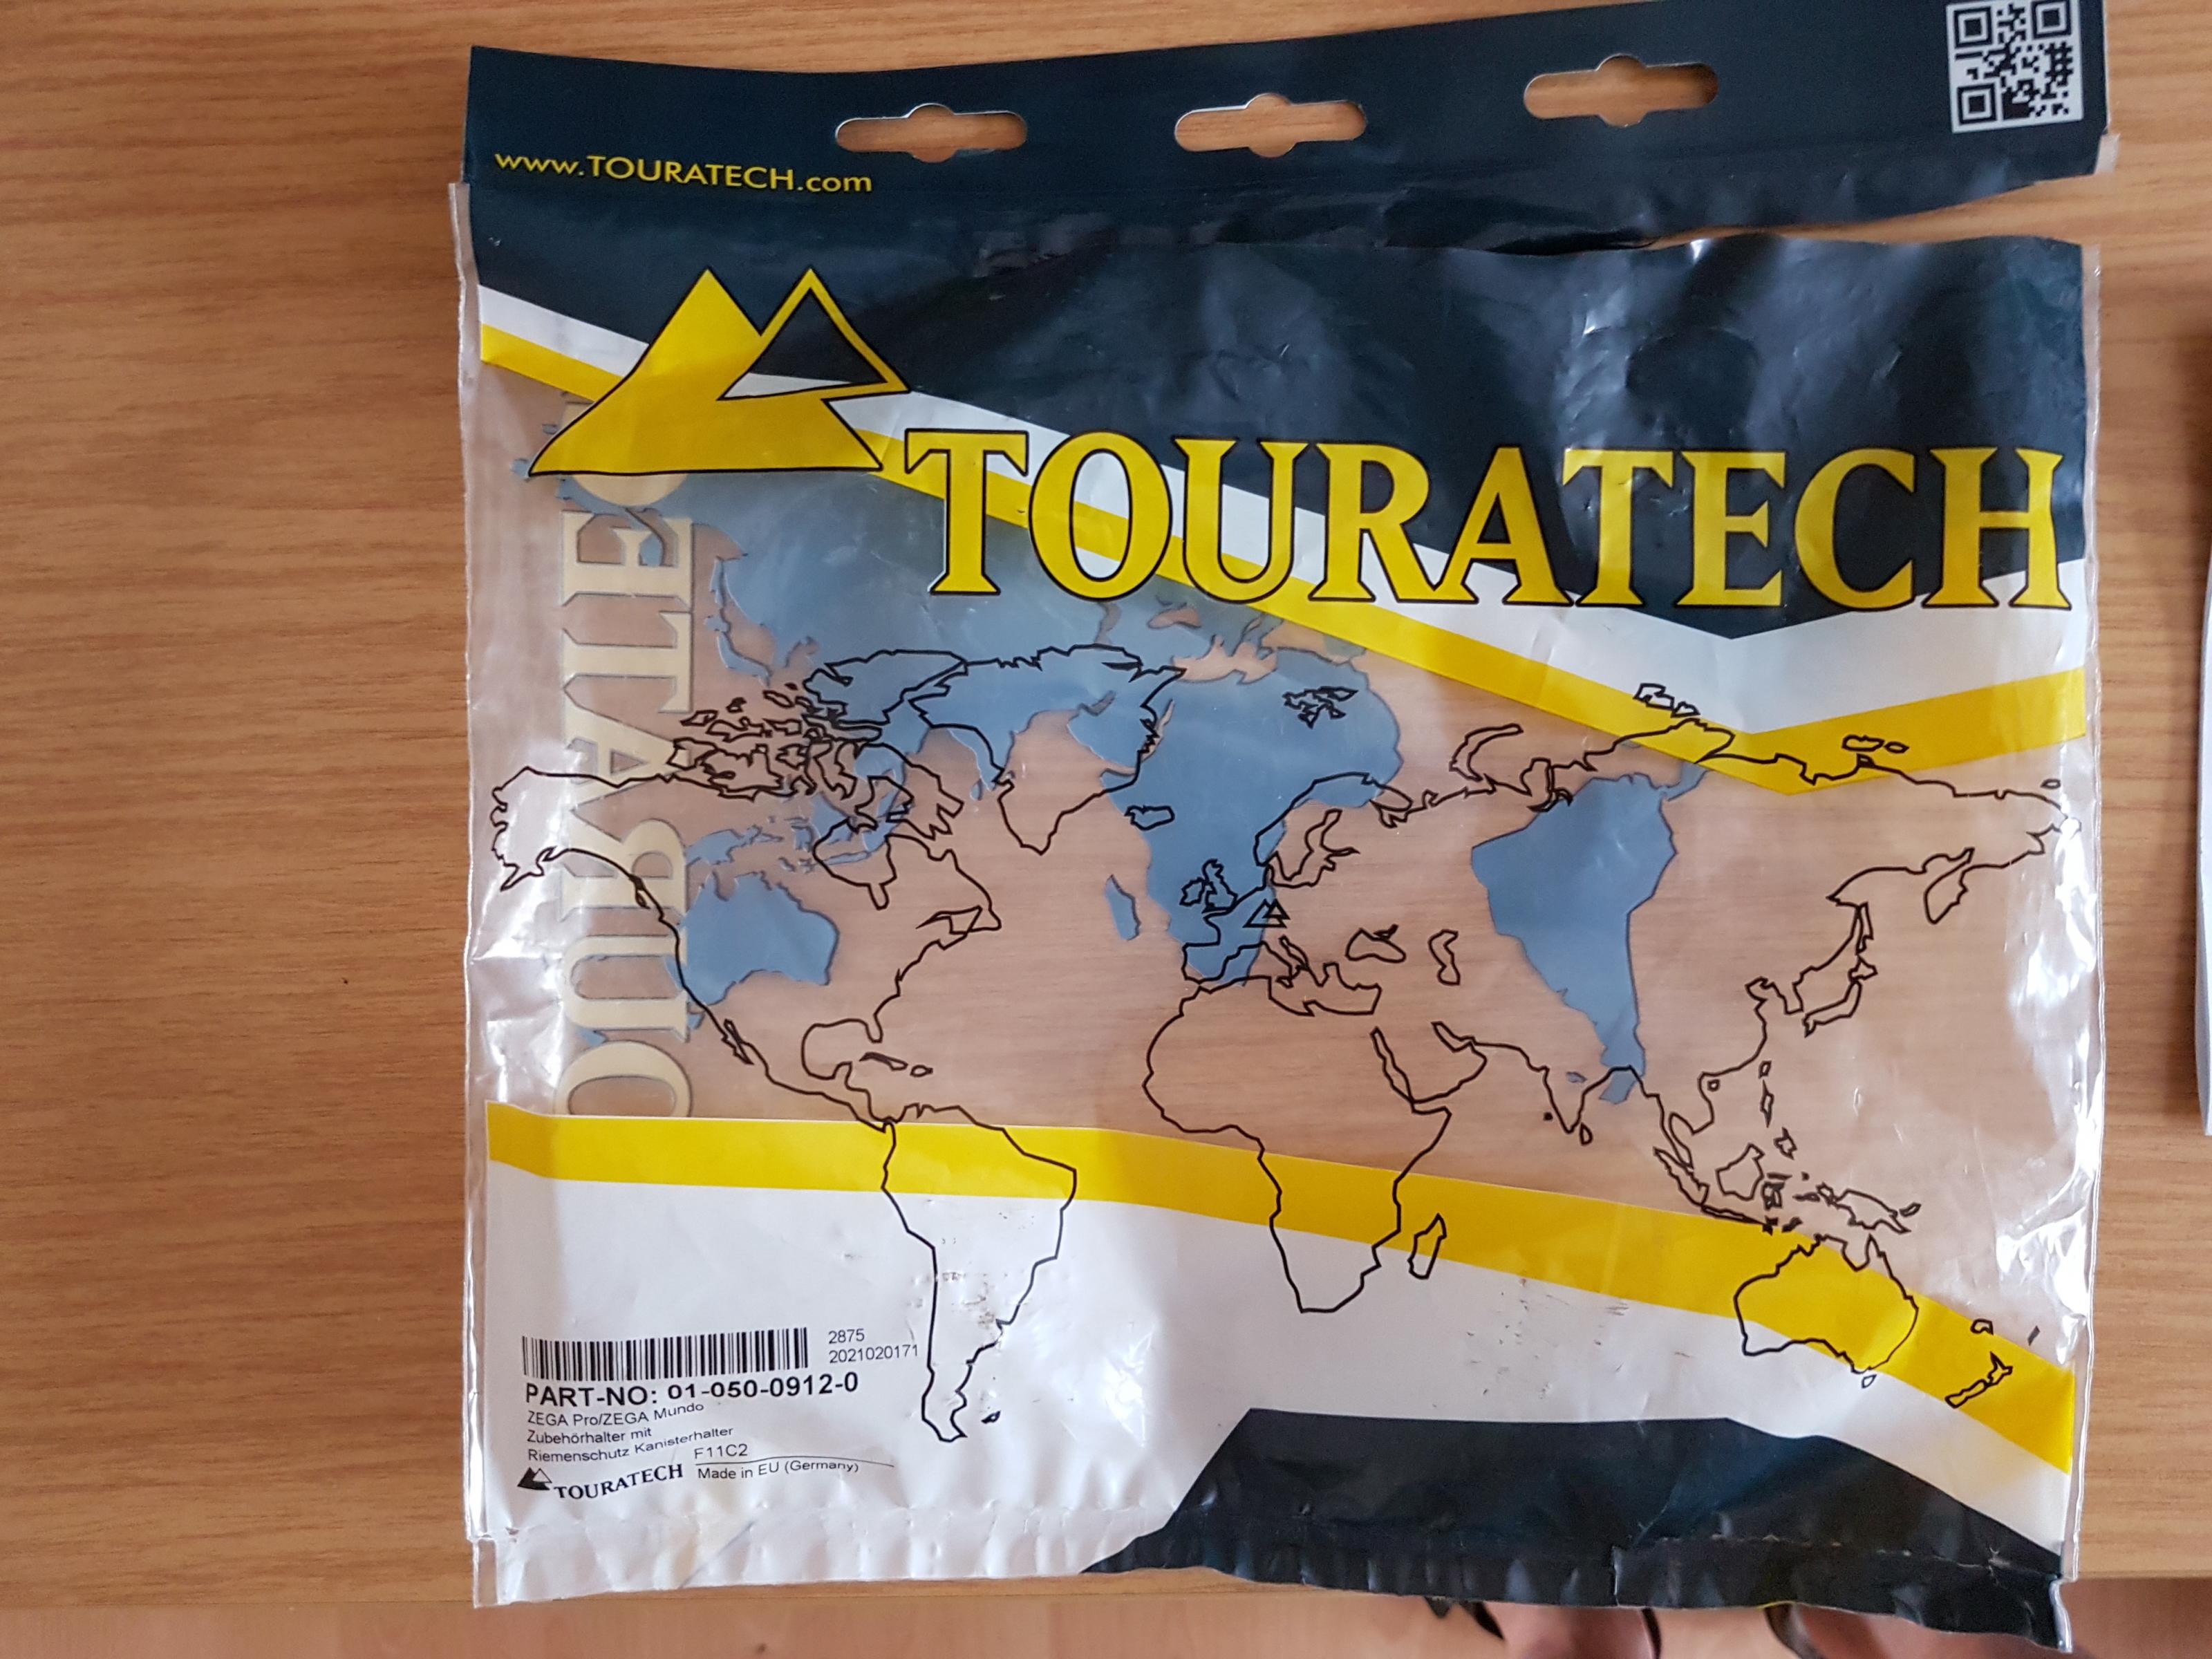 www.TOURATECH.com
TOURATECH
2875
2021020171
PART-NO: 01-050-0912-0
ZEGA Pro/ZEGA Mundo
Zubehörhalter mit
Riemenschutz Kanisterhalter
F11C2
TOURATECH Made in EU (Germany)